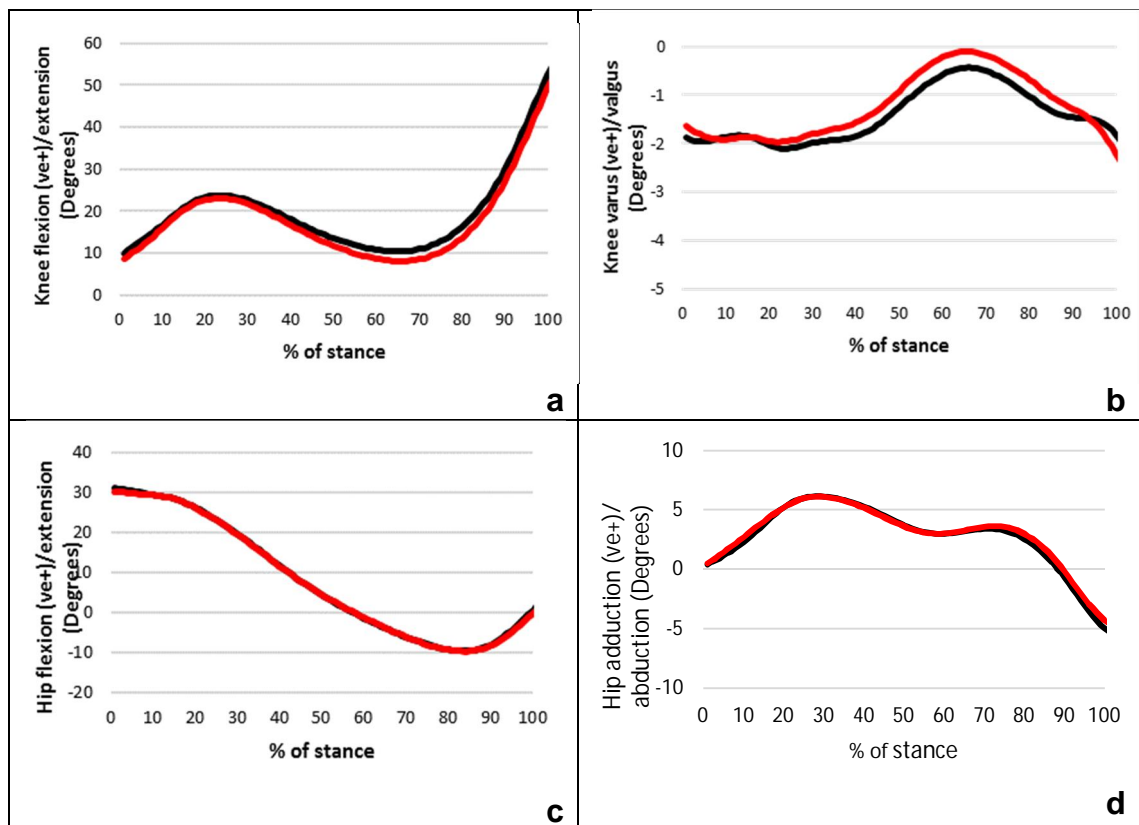 Knee flexion (ve+)/extension
(Degrees)
60
50
40
30
20
10
0
0 10 20 30 40 50 60 70 80 90 100
% of stance
a
Knee varus (ve+)/valgus
(Degrees)
0
-1
-2
-3
-4
-5
0 10 20 30 40 50 60 70 80 90 100
% of stance
b
Hip flexion (ve+)/extension
(Degrees)
40
30
20
10
0
-10
-20
0 10 20 30 40 50 60 70 80 90 100
% of stance
c
Hip adduction (ve+)/
abduction (Degrees)
10
5
0
-5
-10
0 10 20 30 40 50 60 70 80 90 100
% of stance
d